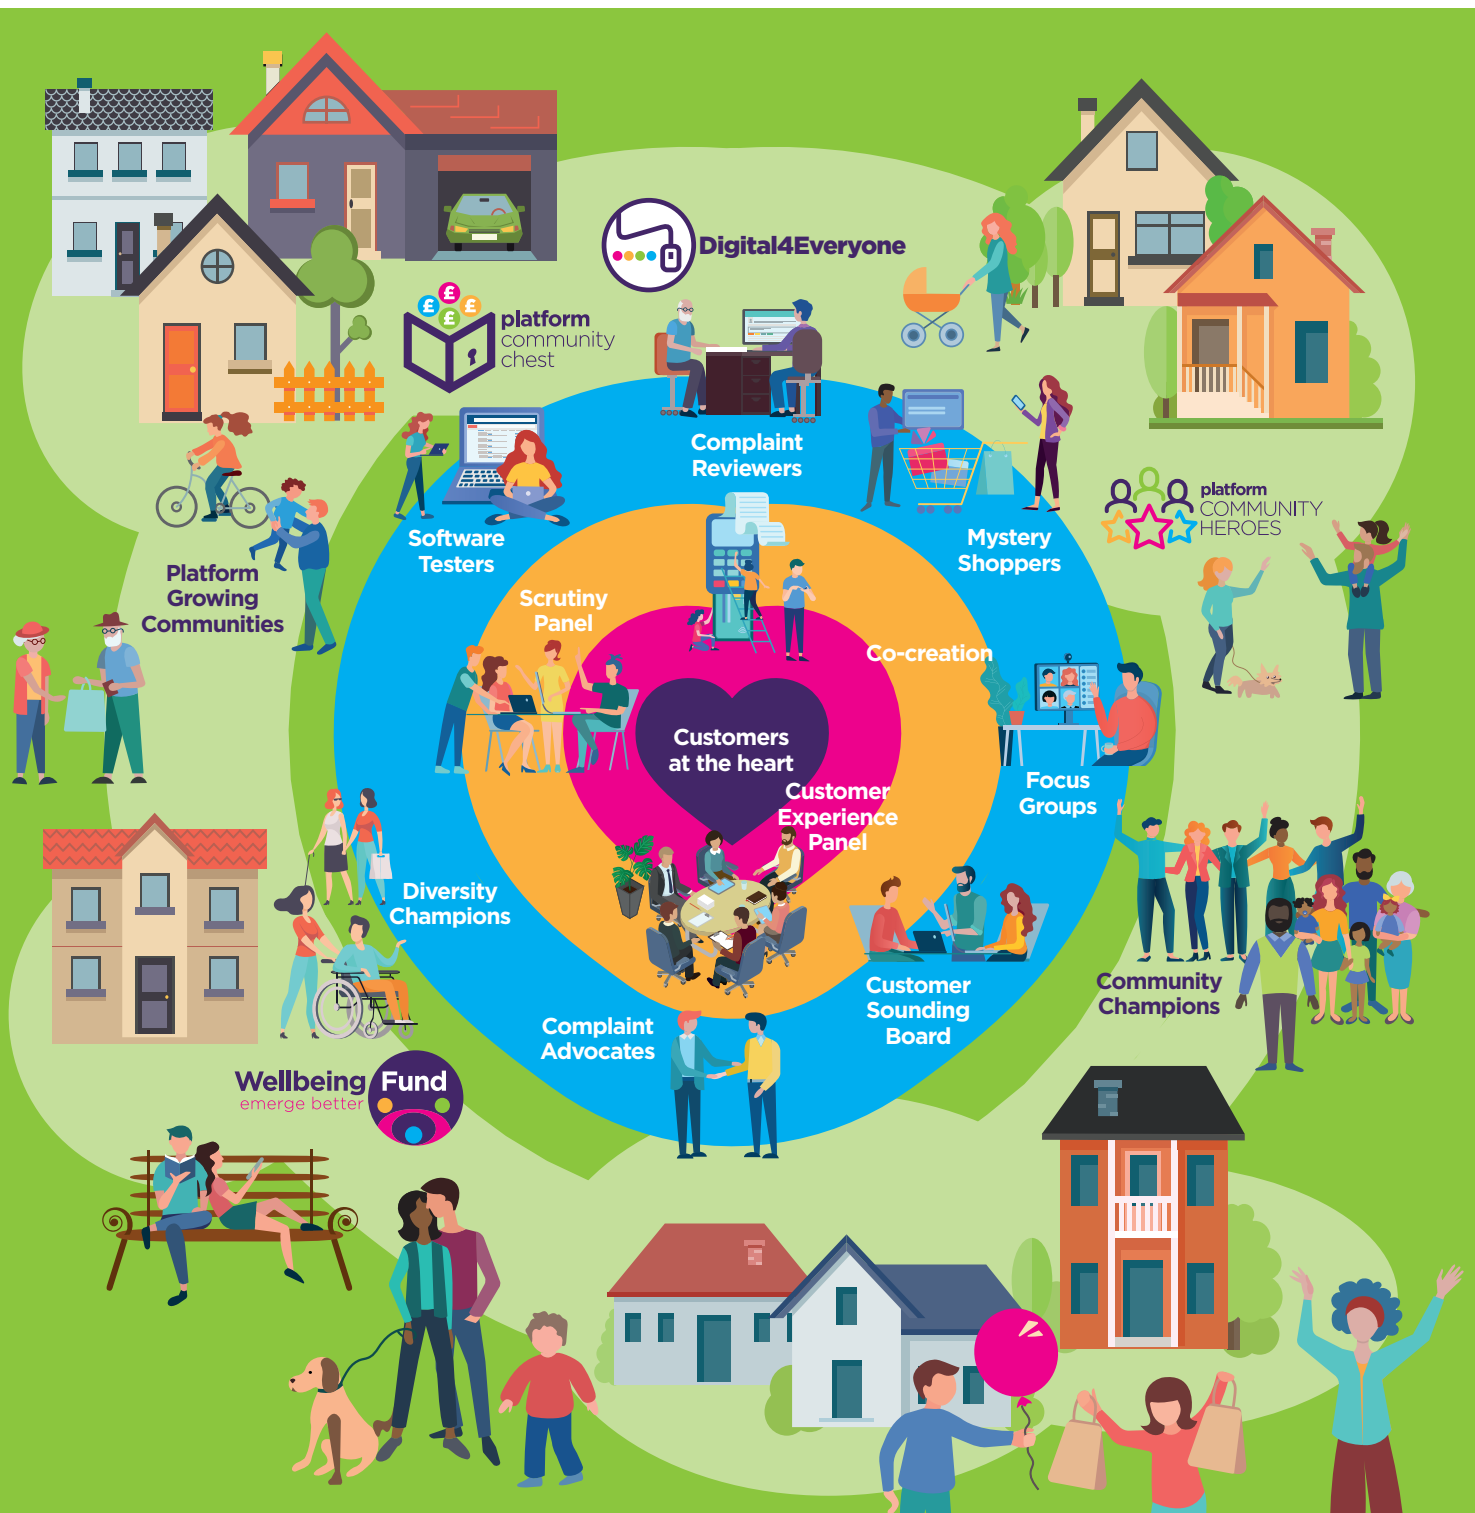 Digital4Everyone
£
£
£
£
platform
community
chest
Complaint
Reviewers
platform
COMMUNITY
HEROES
Software
Testers
Mystery
Shoppers
Platform
Growing
Communities
Scrutiny
Panel
Co-creation
Customers
at the heart
Customer
Experience
Panel
Focus
Groups
Diversity
Champions
Customer
Sounding
Board
Community
Champions
Complaint
Advocates
Wellbeing Fund
emerge better